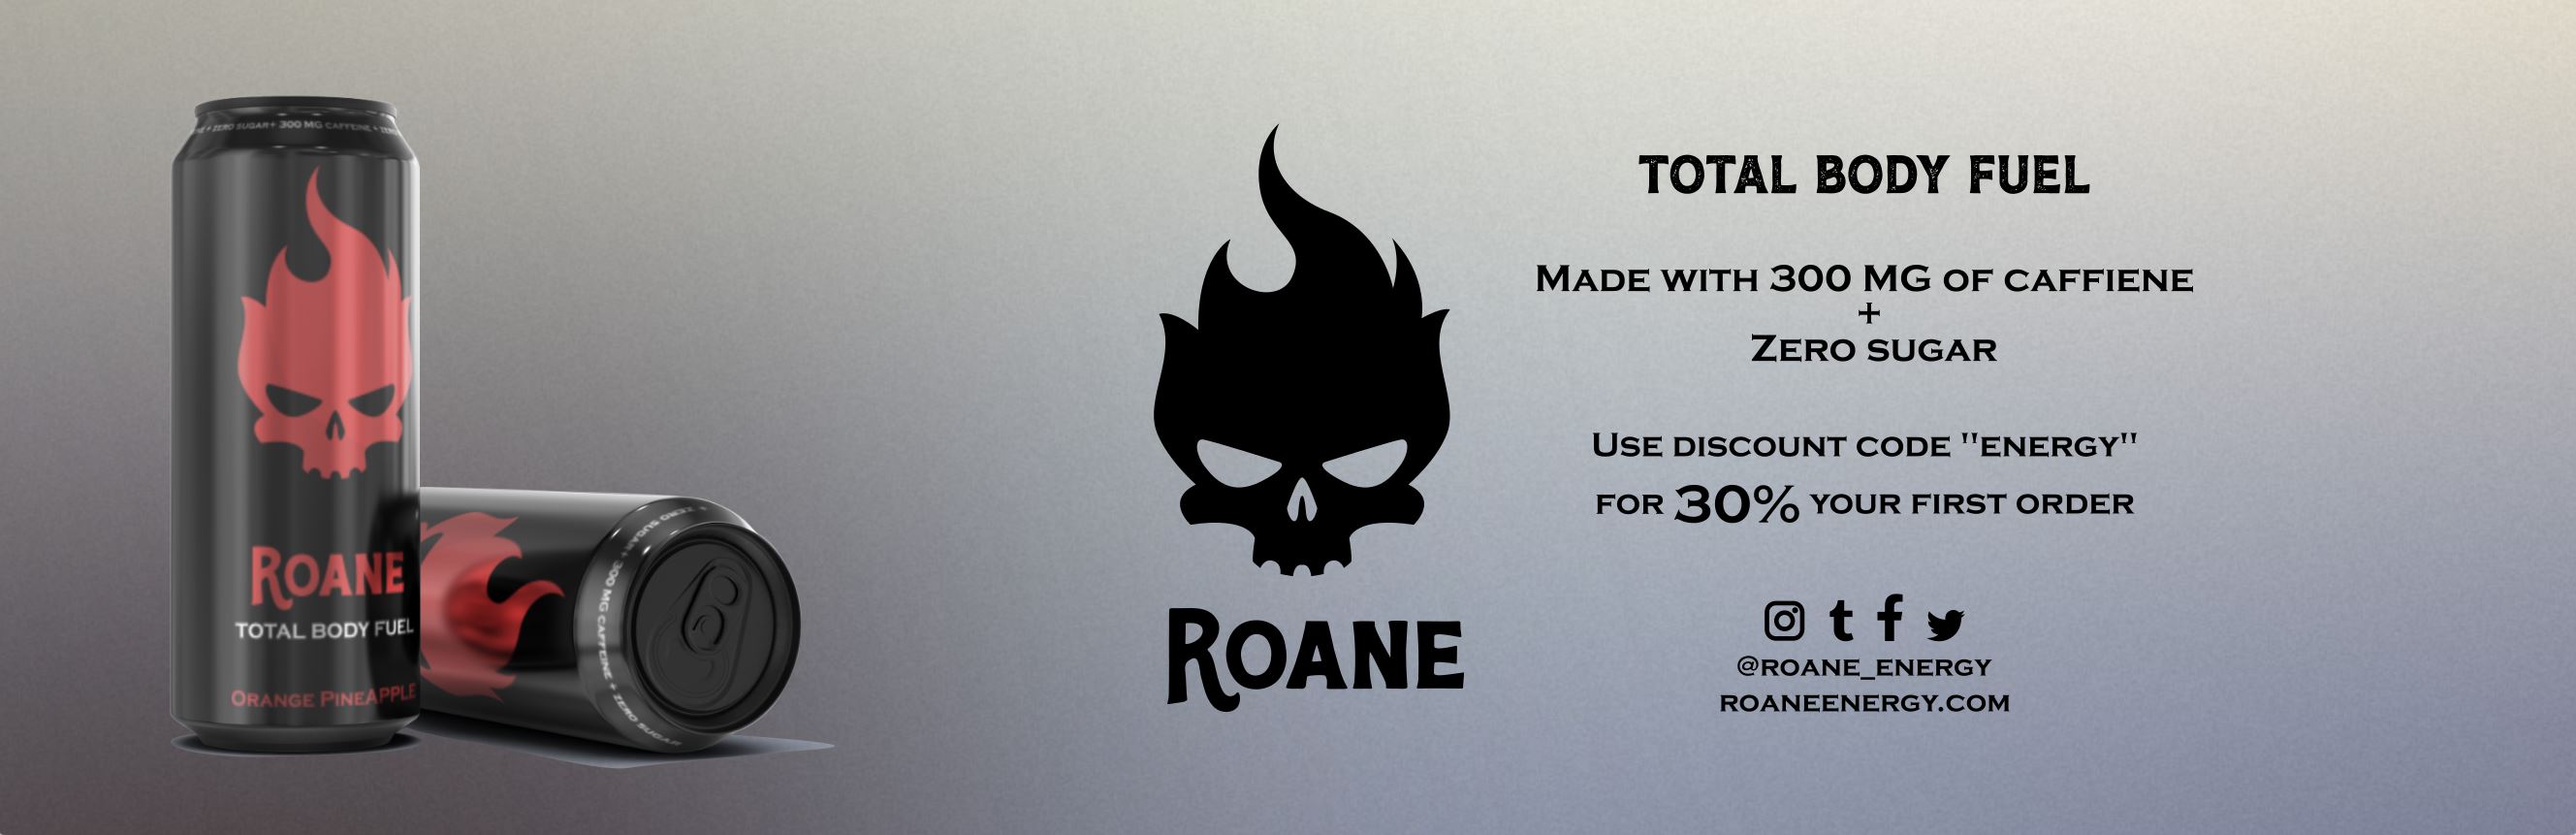 + ZERO SUGAR + 300 MG CAFFEINE +
ROANE
TOTAL BODY FUEL
ORANGE PINEAPPLE
+ ZERO SUGAR + 300 MG CAFFEINE + ZERO SUGAR
ROANE
TOTAL BODY FUEL
MADE WITH 300 MG OF CAFFIENE
+
ZERO SUGAR
USE DISCOUNT CODE "ENERGY"
FOR 30% YOUR FIRST ORDER
@ROANE_ENERGY
ROANEENERGY.COM